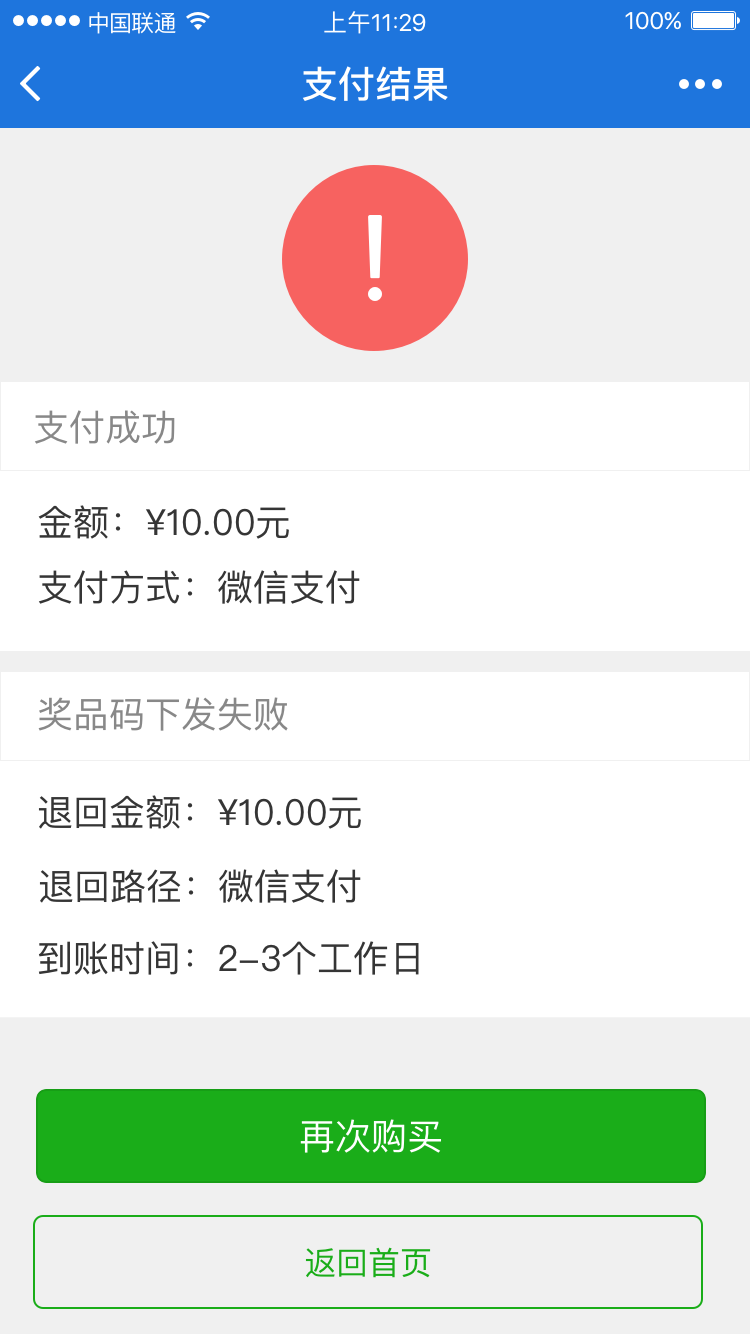 中国联通 上午11:29 100%
支付结果
支付成功
金额：¥10.00元
支付方式：微信支付
奖品码下发失败
退回金额：¥10.00元
退回路径：微信支付
到账时间：2–3个工作日
再次购买
返回首页